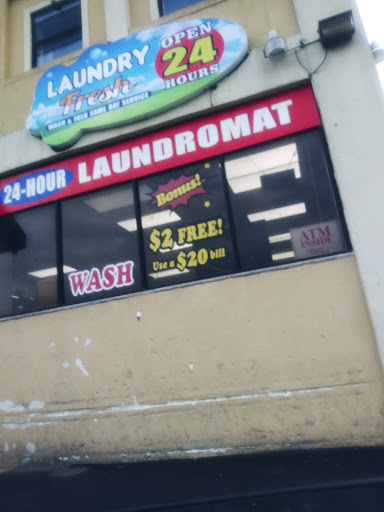 LAUNDRY
Fresh
WASH & FOLD SAME DAY SERVICE
OPEN
24
HOURS
24-HOUR LAUNDROMAT
Bonus!
$2 FREE!
Use a $20 bill
WASH
ATM
INSIDE